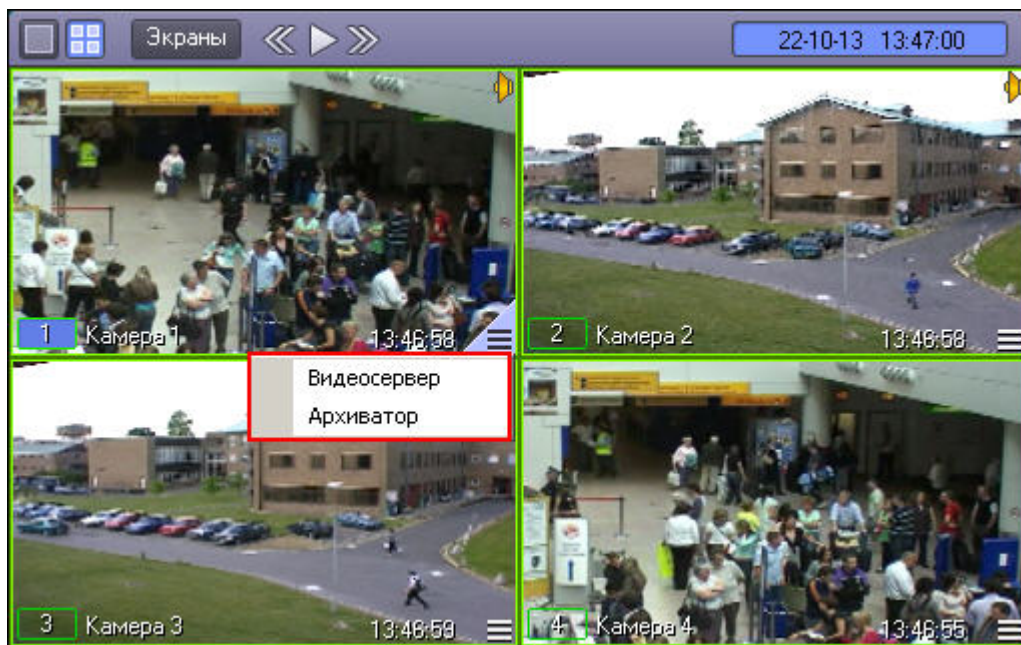 Экраны
22-10-13 13:47:00
1 Камера 1 13:46:58
2 Камера 2 13:46:58
Видеосервер
Архиватор
3 Камера 3 13:46:59
4 Камера 4 13:46:55